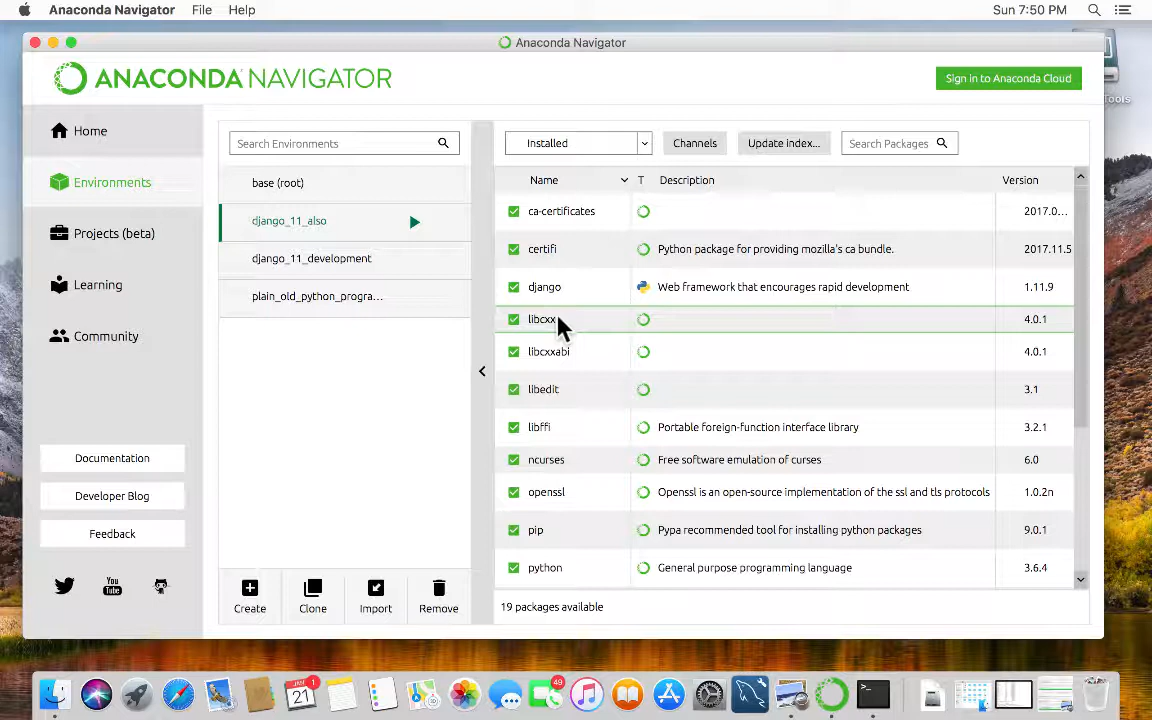 Anaconda Navigator File Help Sun 7:50 PM
Anaconda Navigator
ANACONDA NAVIGATOR
Sign in to Anaconda Cloud
Tools
Home
Environments
Projects (beta)
Learning
Community
Documentation
Developer Blog
Feedback
You Tube
Search Environments
base (root)
django_11_also
django_11_development
plain_old_python_progra...
Create Clone Import Remove
Installed Channels Update index... Search Packages
Name T Description Version
ca-certificates 2017.0...
certifi Python package for providing mozilla's ca bundle. 2017.11.5
django Web framework that encourages rapid development 1.11.9
libcxx 4.0.1
libcxxabi 4.0.1
libedit 3.1
libffi Portable foreign-function interface library 3.2.1
ncurses Free software emulation of curses 6.0
openssl Openssl is an open-source implementation of the ssl and tls protocols 1.0.2n
pip Pypa recommended tool for installing python packages 9.0.1
python General purpose programming language 3.6.4
19 packages available
21
1
49